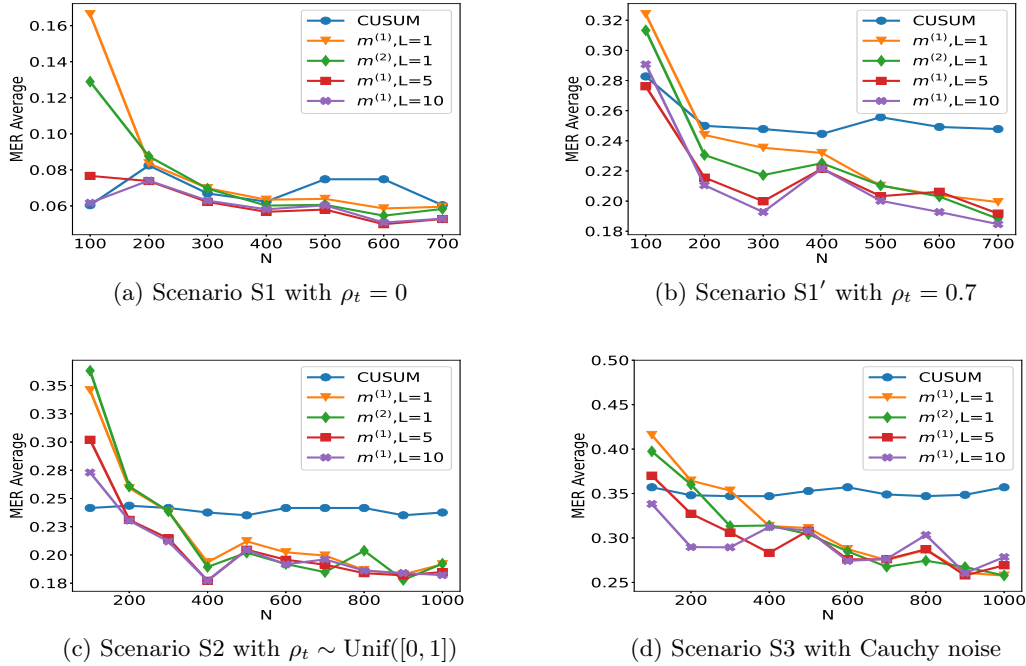 0.16
0.14
0.12
0.10
0.08
0.06
MER Average
CUSUM
m^{(1)},L=1
m^{(2)},L=1
m^{(1)},L=5
m^{(1)},L=10
100 200 300 400 500 600 700
N
(a) Scenario S1 with ρ_t = 0
0.32
0.30
0.28
0.26
0.24
0.22
0.20
0.18
MER Average
CUSUM
m^{(1)},L=1
m^{(2)},L=1
m^{(1)},L=5
m^{(1)},L=10
100 200 300 400 500 600 700
N
(b) Scenario S1′ with ρ_t = 0.7
0.35
0.33
0.30
0.28
0.25
0.23
0.20
0.18
MER Average
CUSUM
m^{(1)},L=1
m^{(2)},L=1
m^{(1)},L=5
m^{(1)},L=10
200 400 600 800 1000
N
(c) Scenario S2 with ρ_t ∼ Unif([0, 1])
0.50
0.45
0.40
0.35
0.30
0.25
MER Average
CUSUM
m^{(1)},L=1
m^{(2)},L=1
m^{(1)},L=5
m^{(1)},L=10
200 400 600 800 1000
N
(d) Scenario S3 with Cauchy noise